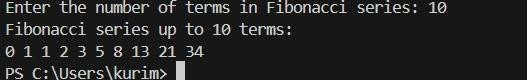 Enter the number of terms in Fibonacci series: 10
Fibonacci series up to 10 terms:
0 1 1 2 3 5 8 13 21 34
PS C:\Users\kurim>